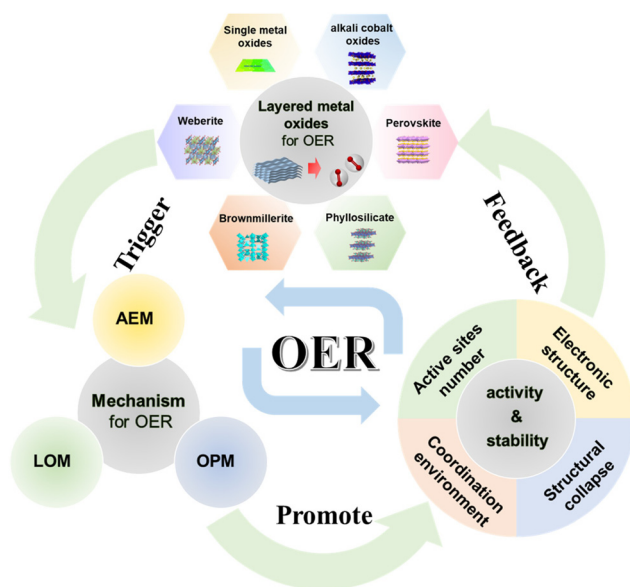 Single metal
oxides
alkali cobalt
oxides
Weberite
Layered metal
oxides
for OER
Perovskite
Brownmillerite
Phyllosilicate
Trigger
Feedback
AEM
Mechanism
for OER
LOM
OPM
OER
Active sites
number
Electronic
structure
activity
&
stability
Coordination
environment
Structural
collapse
Promote